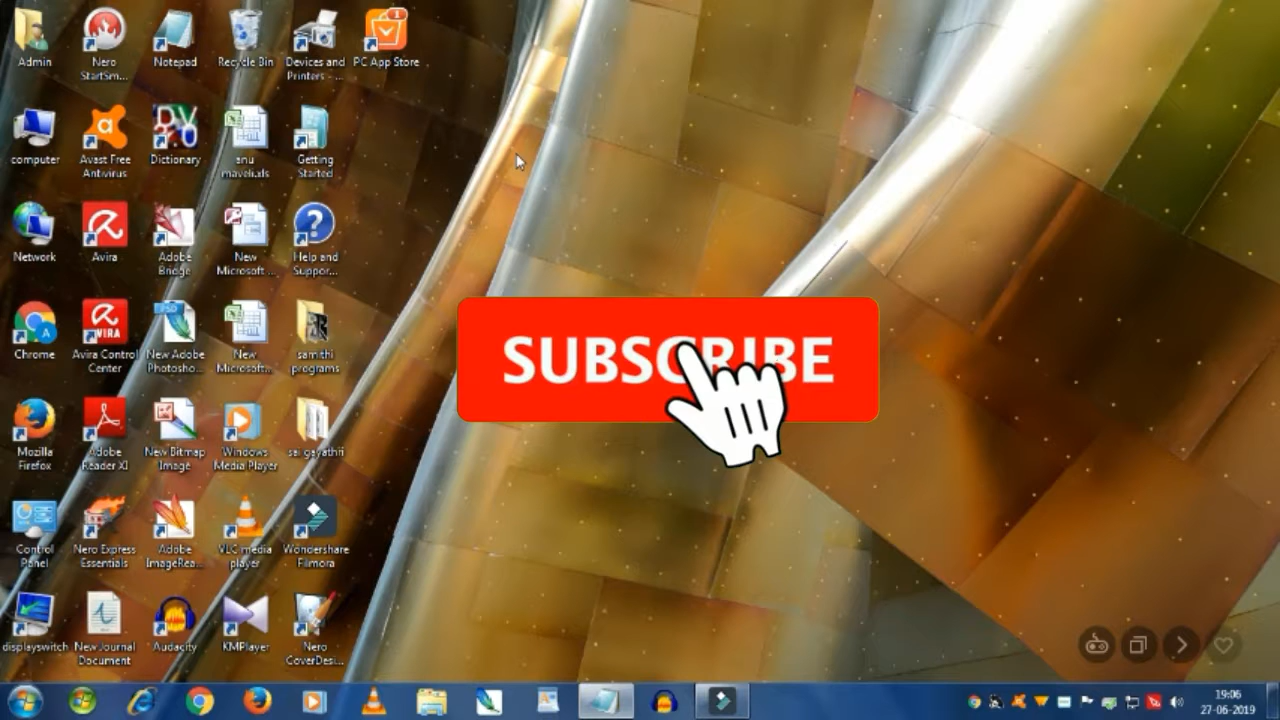 Admin
Nero
StartSm...
Notepad
Recycle Bin
Devices and
Printers - ...
PC App Store
1
computer
Avast Free
Antivirus
Dictionary
anu
maveli.xls
Getting
Started
Network
Avira
Adobe
Bridge
New
Microsoft ...
Help and
Suppor...
Chrome
Avira Control
Center
New Adobe
Photosho...
New
Microsoft...
samithi
programs
SUBSCRIBE
Mozilla
Firefox
Adobe
Reader XI
New Bitmap
Image
Windows
Media Player
sai gayathri
Control
Panel
Nero Express
Essentials
Adobe
ImageRea...
VLC media
player
Wondershare
Filmora
displayswitch
New Journal
Document
Audacity
KMPlayer
Nero
CoverDesi...
19:06
27-06-2019